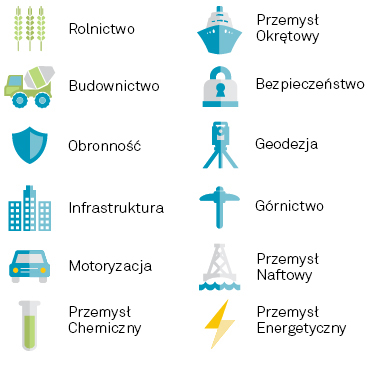 Rolnictwo
Przemysł
Okrętowy
Budownictwo
Bezpieczeństwo
Obronność
Geodezja
Infrastruktura
Górnictwo
Motoryzacja
Przemysł
Naftowy
Przemysł
Chemiczny
Przemysł
Energetyczny